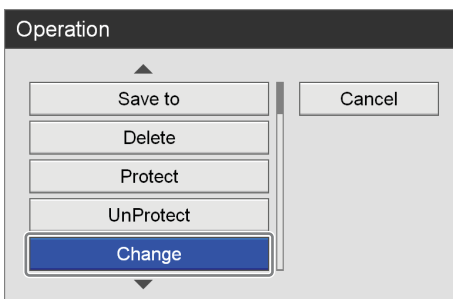 Operation
Save to
Cancel
Delete
Protect
UnProtect
Change